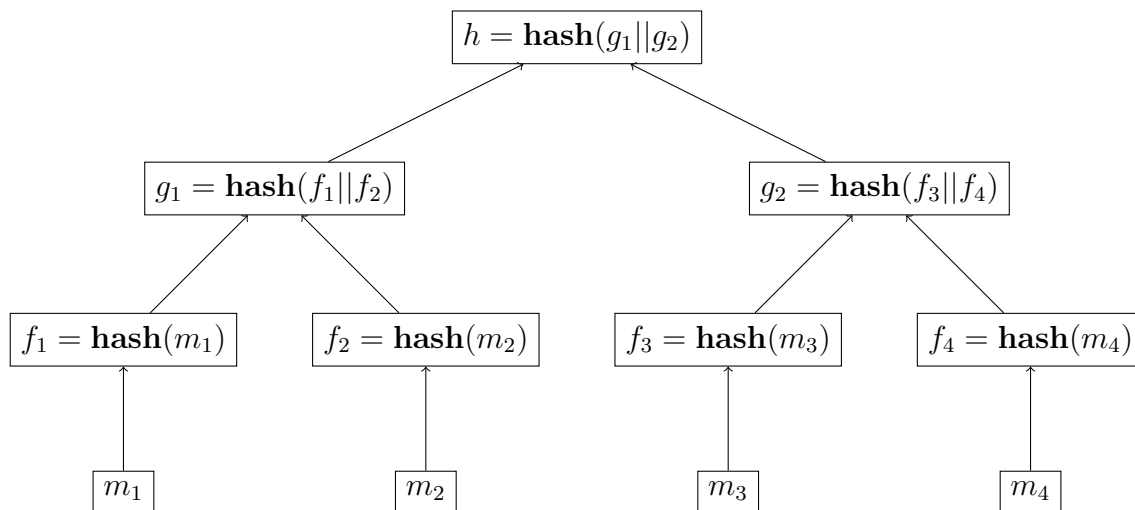 h = hash(g₁||g₂)
g₁ = hash(f₁||f₂)
g₂ = hash(f₃||f₄)
f₁ = hash(m₁)
f₂ = hash(m₂)
f₃ = hash(m₃)
f₄ = hash(m₄)
m₁
m₂
m₃
m₄